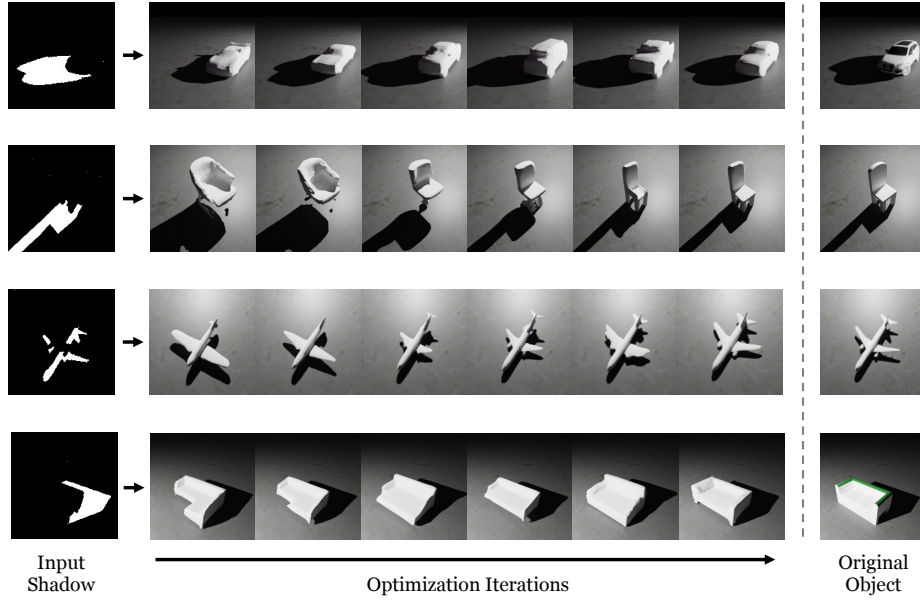 Input
Shadow
Optimization Iterations
Original
Object